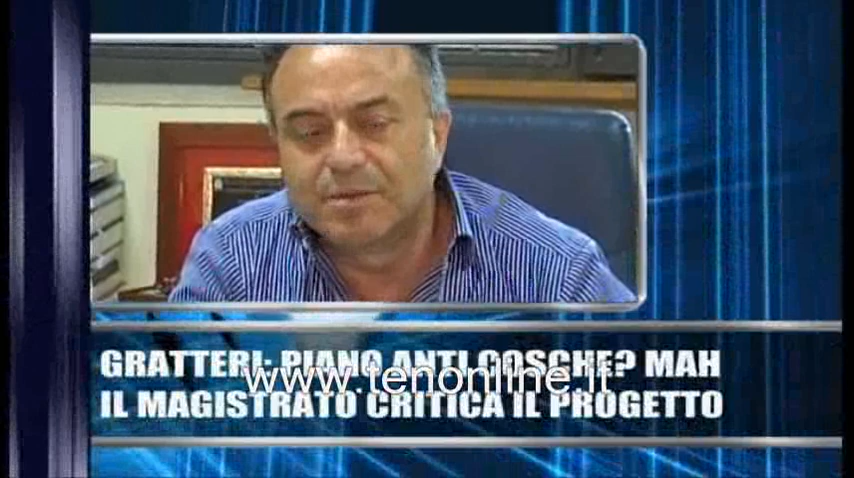 GRATTERI: PIANO ANTI COSCHE? MAH
www.tenonline.it
IL MAGISTRATO CRITICA IL PROGETTO